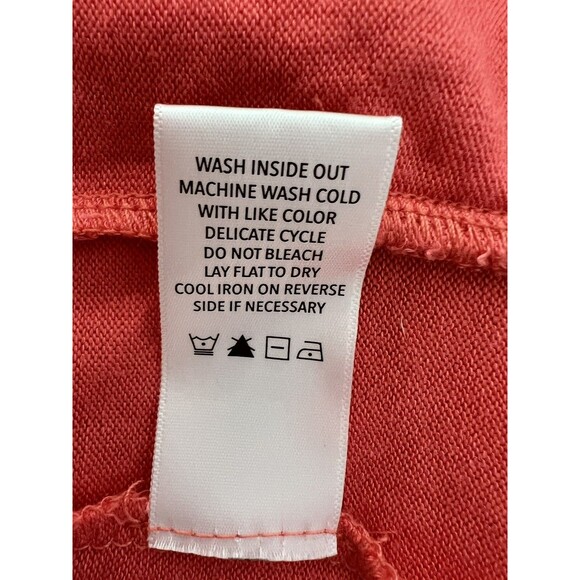 WASH INSIDE OUT
MACHINE WASH COLD
WITH LIKE COLOR
DELICATE CYCLE
DO NOT BLEACH
LAY FLAT TO DRY
COOL IRON ON REVERSE
SIDE IF NECESSARY